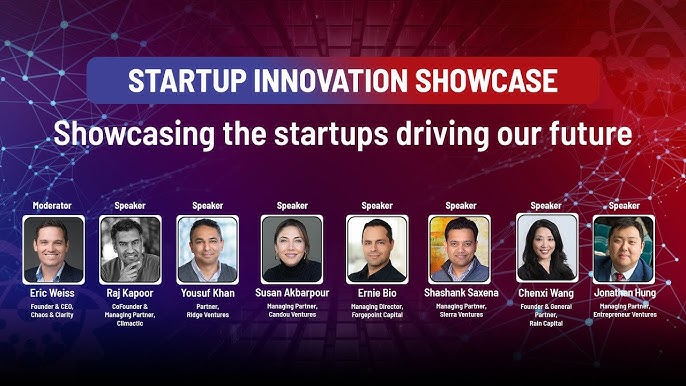 STARTUP INNOVATION SHOWCASE
Showcasing the startups driving our future
Moderator
Eric Weiss
Founder & CEO,
Chaos & Clarity
Speaker
Raj Kapoor
CoFounder &
Managing Partner,
Climactic
Speaker
Yousuf Khan
Partner,
Ridge Ventures
Speaker
Susan Akbarpour
Managing Partner,
Candou Ventures
Speaker
Ernie Bio
Managing Director,
Forgepoint Capital
Speaker
Shashank Saxena
Managing Partner,
Sierra Ventures
Speaker
Chenxi Wang
Founder & General
Partner,
Rain Capital
Speaker
Jonathan Hung
Managing Partner,
Entrepreneur Ventures